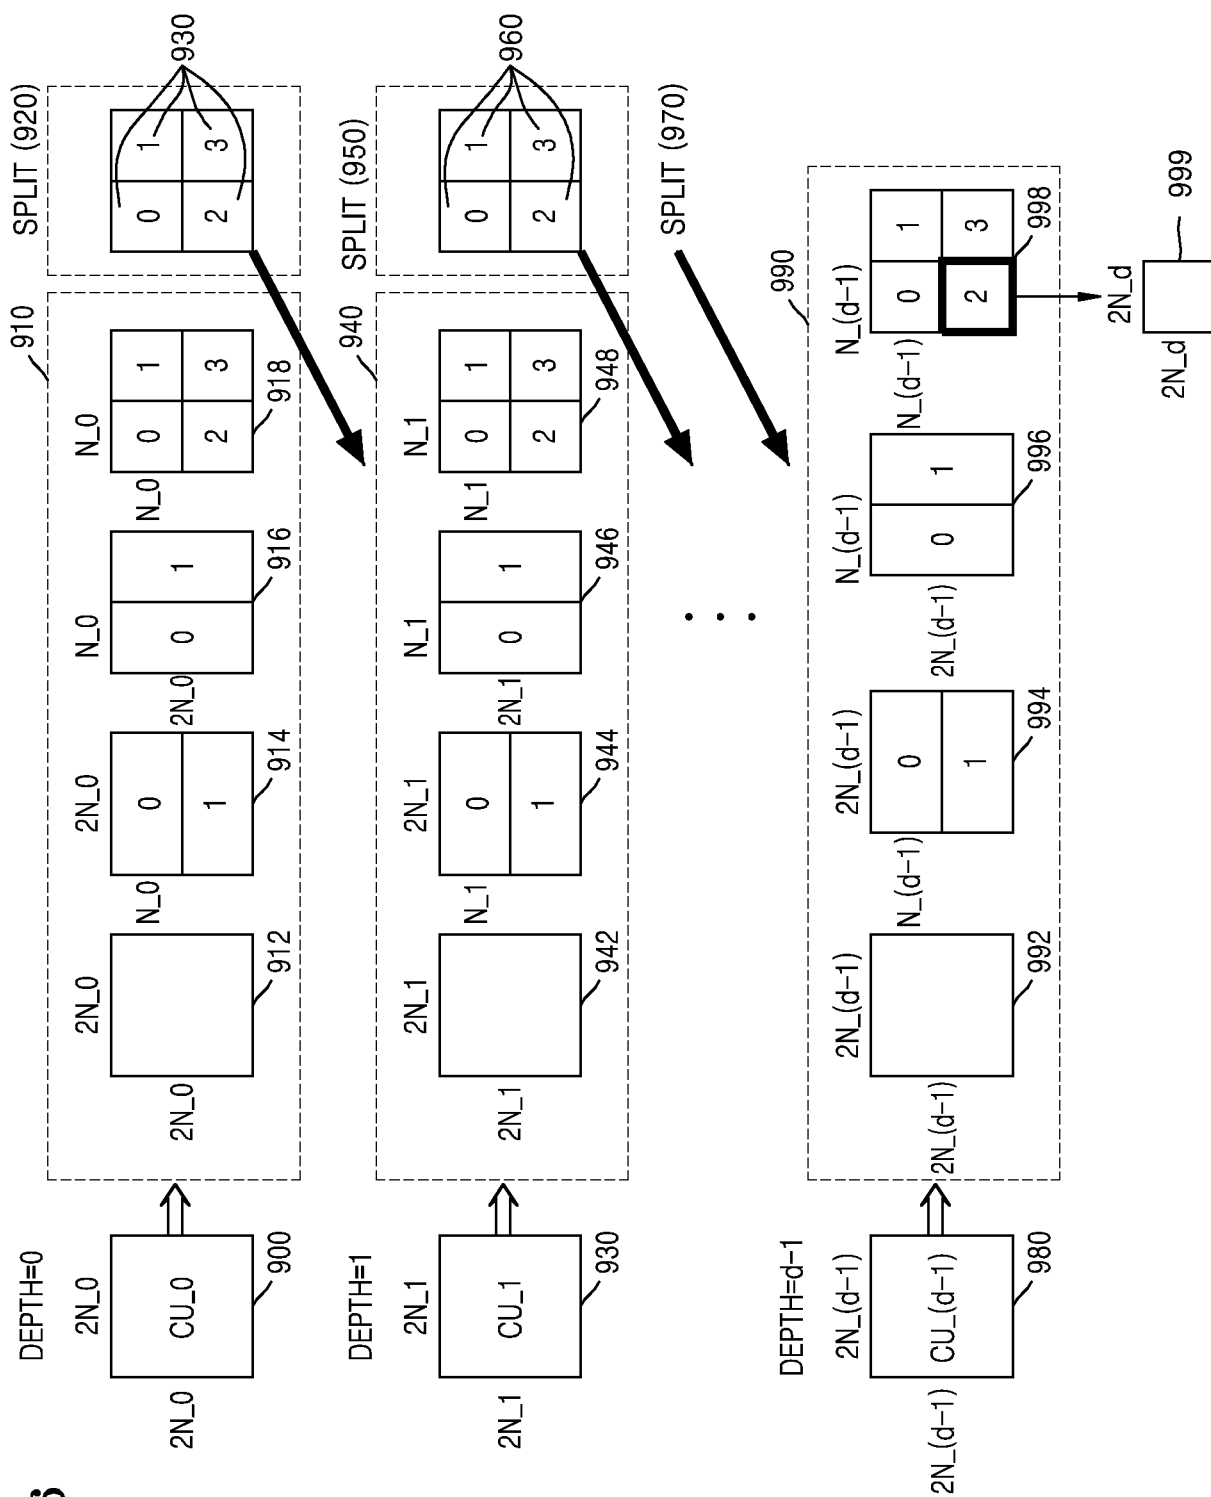 DEPTH=0 910 SPLIT (920)
2N_0 2N_0 2N_0 N_0 N_0
N_0 0 N_0 0 1 0 1
2N_0 CU_0 2N_0 2N_0 0 1 930
1 2 3 2 3
900 912 914 916 918
DEPTH=1 940 SPLIT (950)
2N_1 2N_1 2N_1 N_1 N_1
N_1 0 N_1 0 1 0 1
2N_1 CU_1 2N_1 2N_1 0 1 960
1 2 3 2 3
930 942 944 946 948
SPLIT (970)
. . .
DEPTH=d-1 990
2N_(d-1) 2N_(d-1) 2N_(d-1) N_(d-1) N_(d-1)
N_(d-1) 0 N_(d-1) 0 1
2N_(d-1) CU_(d-1) 2N_(d-1) 2N_(d-1) 0 1
1 2 3
980 992 994 996 998
2N_d
2N_d 999